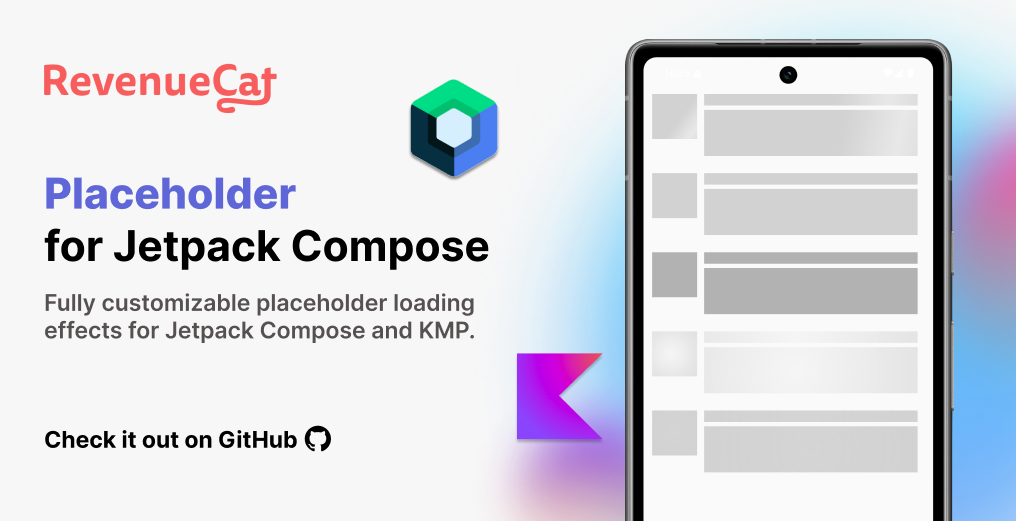 RevenueCat
Placeholder
for Jetpack Compose
Fully customizable placeholder loading
effects for Jetpack Compose and KMP.
Check it out on GitHub